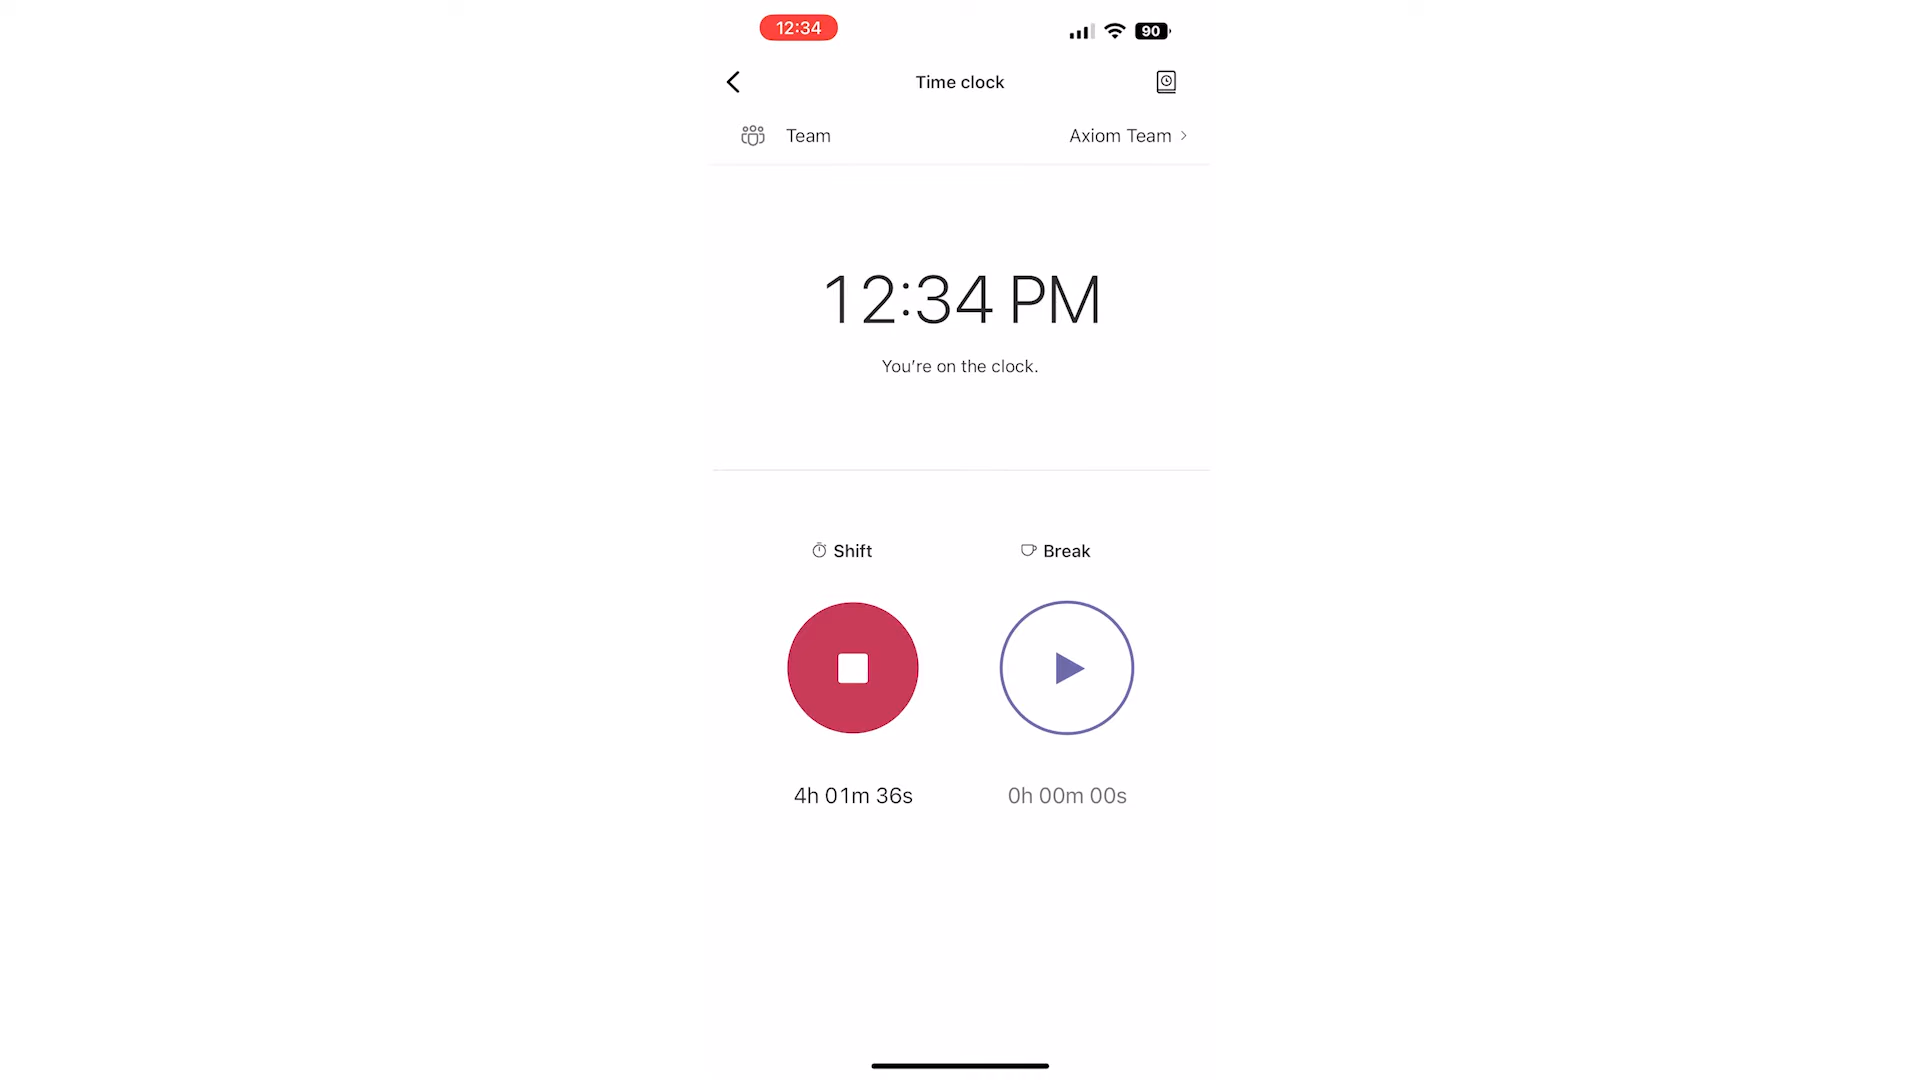 12:34
90
Time clock
Team
Axiom Team
12:34 PM
You're on the clock.
Shift
Break
4h 01m 36s
0h 00m 00s